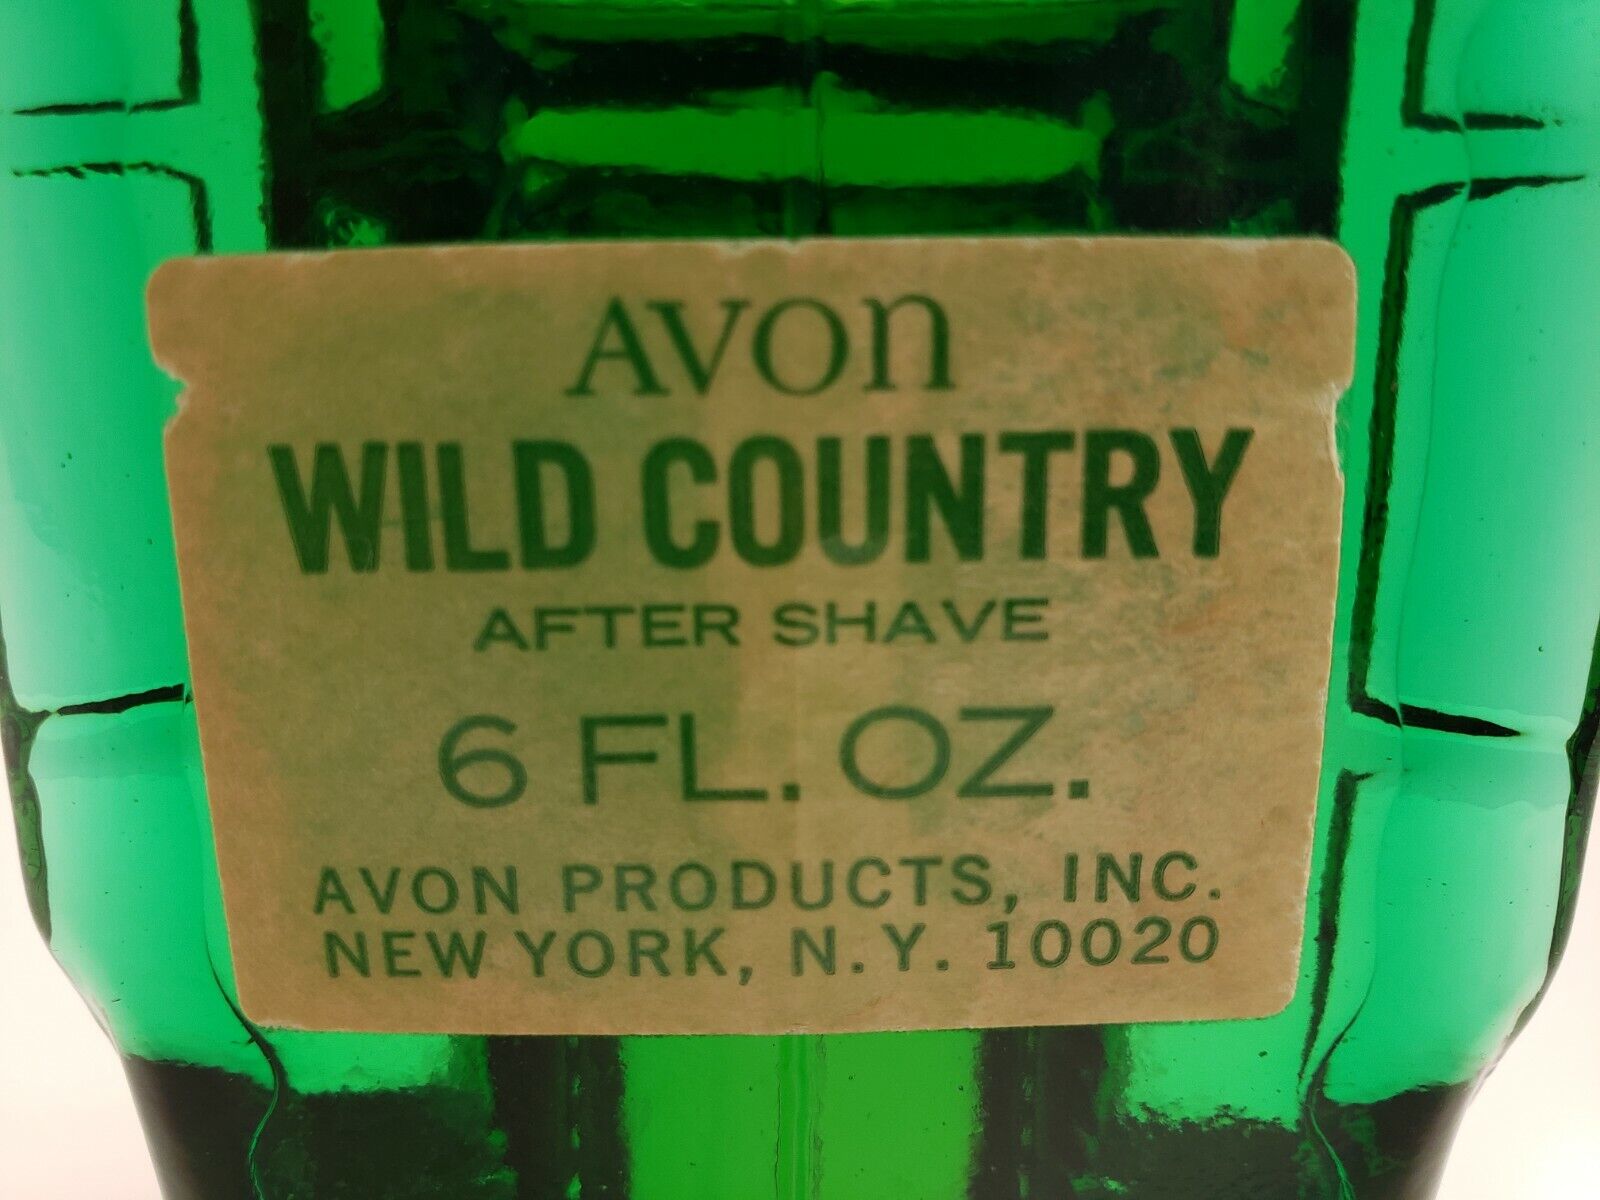 AVON
WILD COUNTRY
AFTER SHAVE
6 FL. OZ.
AVON PRODUCTS, INC.
NEW YORK, N.Y. 10020